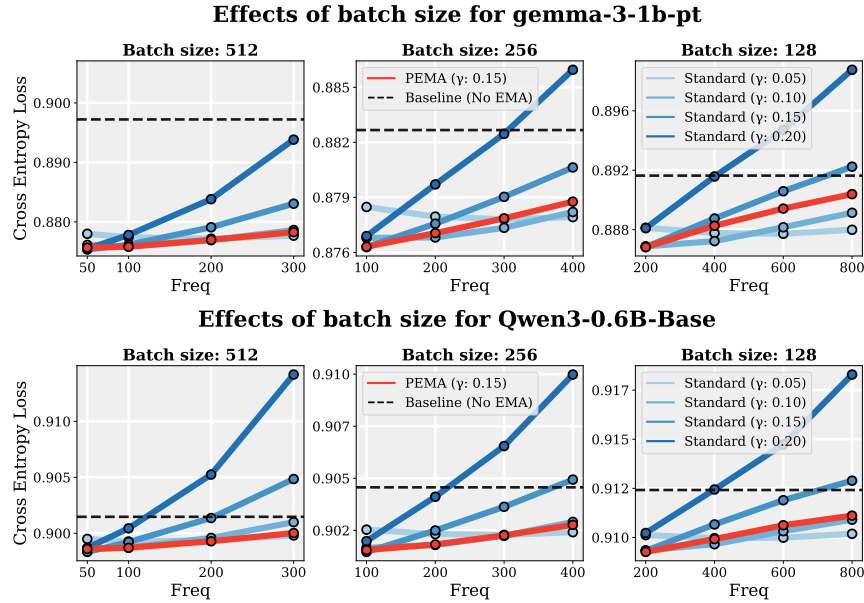 Effects of batch size for gemma-3-1b-pt
Batch size: 512
Batch size: 256
Batch size: 128
Cross Entropy Loss
0.900
0.890
0.880
50
100
200
300
Freq
0.885
0.882
0.879
0.876
PEMA (γ: 0.15)
Baseline (No EMA)
100
200
300
400
Freq
0.896
0.892
0.888
Standard (γ: 0.05)
Standard (γ: 0.10)
Standard (γ: 0.15)
Standard (γ: 0.20)
200
400
600
800
Freq
Effects of batch size for Qwen3-0.6B-Base
Batch size: 512
Batch size: 256
Batch size: 128
Cross Entropy Loss
0.910
0.905
0.900
50
100
200
300
Freq
0.910
0.907
0.905
0.902
PEMA (γ: 0.15)
Baseline (No EMA)
100
200
300
400
Freq
0.917
0.915
0.912
0.910
Standard (γ: 0.05)
Standard (γ: 0.10)
Standard (γ: 0.15)
Standard (γ: 0.20)
200
400
600
800
Freq